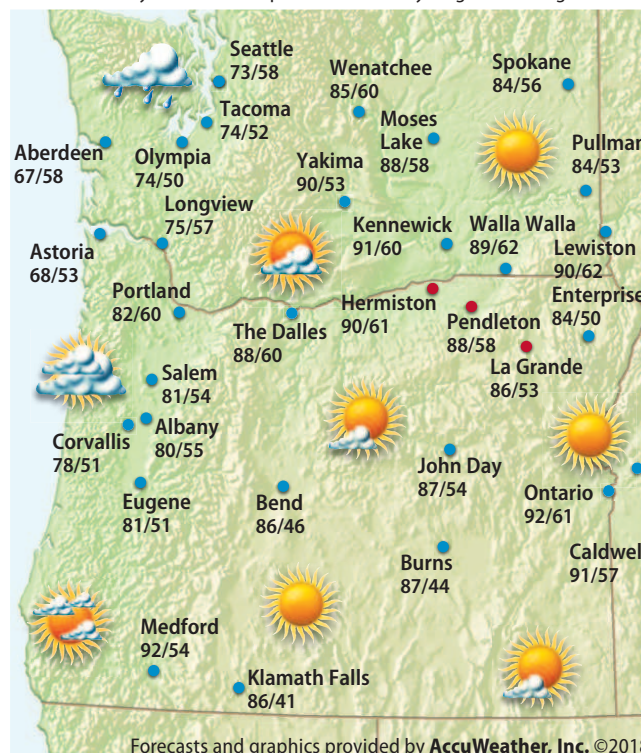 Seattle
73/58
Wenatchee
85/60
Spokane
84/56
Tacoma
74/52
Moses
Lake
88/58
Aberdeen
67/58
Olympia
74/50
Yakima
90/53
Pullman
84/53
Longview
75/57
Kennewick
91/60
Walla Walla
89/62
Lewiston
90/62
Astoria
68/53
Portland
82/60
The Dalles
88/60
Hermiston
90/61
Pendleton
88/58
Enterprise
84/50
La Grande
86/53
Salem
81/54
Albany
80/55
Corvallis
78/51
John Day
87/54
Eugene
81/51
Bend
86/46
Ontario
92/61
Burns
87/44
Caldwell
91/57
Medford
92/54
Klamath Falls
86/41
Forecasts and graphics provided by AccuWeather, Inc.